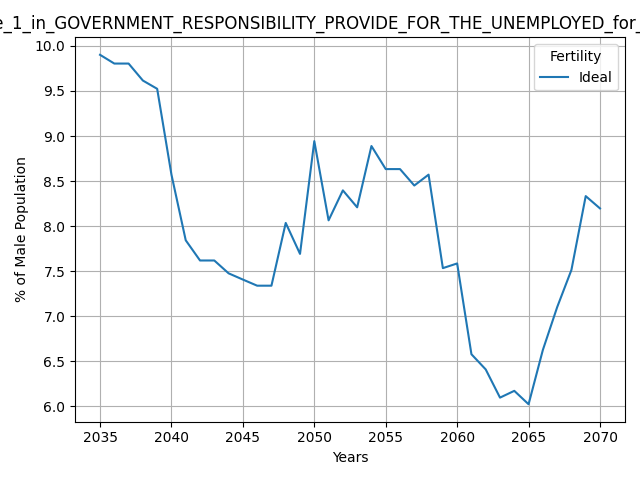 e_1_in_GOVERNMENT_RESPONSIBILITY_PROVIDE_FOR_THE_UNEMPLOYED_for_
Fertility
Ideal
% of Male Population
10.0
9.5
9.0
8.5
8.0
7.5
7.0
6.5
6.0
2035 2040 2045 2050 2055 2060 2065 2070
Years